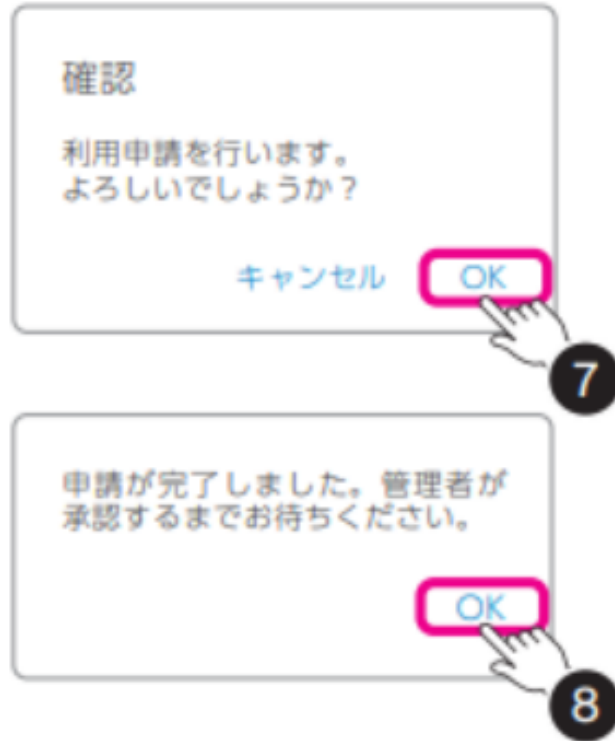 確認
利用申請を行います。
よろしいでしょうか？
キャンセル OK
7
申請が完了しました。管理者が
承認するまでお待ちください。
OK
8